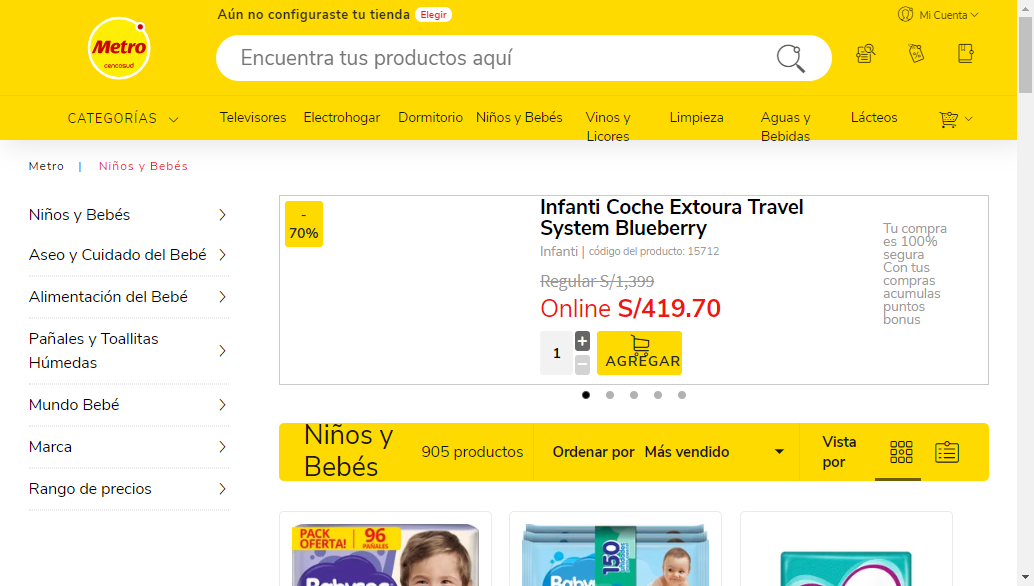 Aún no configuraste tu tienda Elegir
Mi Cuenta
Metro
cencosud
Encuentra tus productos aquí
CATEGORÍAS
Televisores
Electrohogar
Dormitorio
Niños y Bebés
Vinos y
Licores
Limpieza
Aguas y
Bebidas
Lácteos
Metro | Niños y Bebés
Niños y Bebés
Aseo y Cuidado del Bebé
Alimentación del Bebé
Pañales y Toallitas
Húmedas
Mundo Bebé
Marca
Rango de precios
-
70%
Infanti Coche Extoura Travel
System Blueberry
Infanti | código del producto: 15712
Regular S/1,399
Online S/419.70
1
+
−
AGREGAR
Tu compra
es 100%
segura
Con tus
compras
acumulas
puntos
bonus
Niños y
Bebés
905 productos
Ordenar por Más vendido
Vista
por
PACK
OFERTA!
96
PAÑALES
Babysec
150